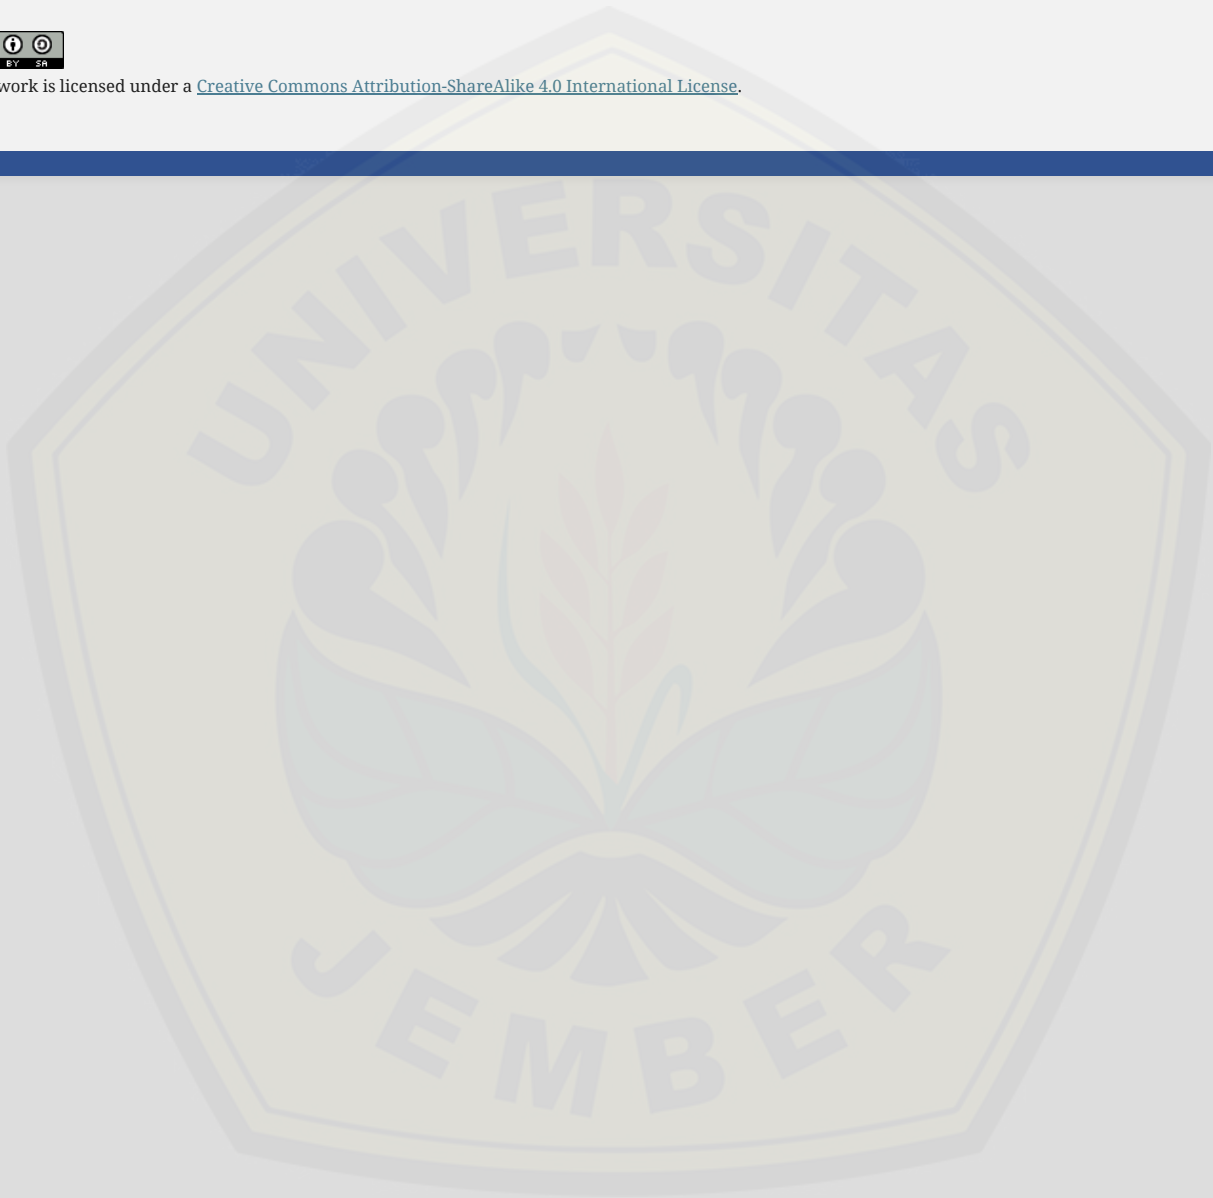 BY SA
work is licensed under a Creative Commons Attribution-ShareAlike 4.0 International License.
UNIVERSITAS
JEMBER